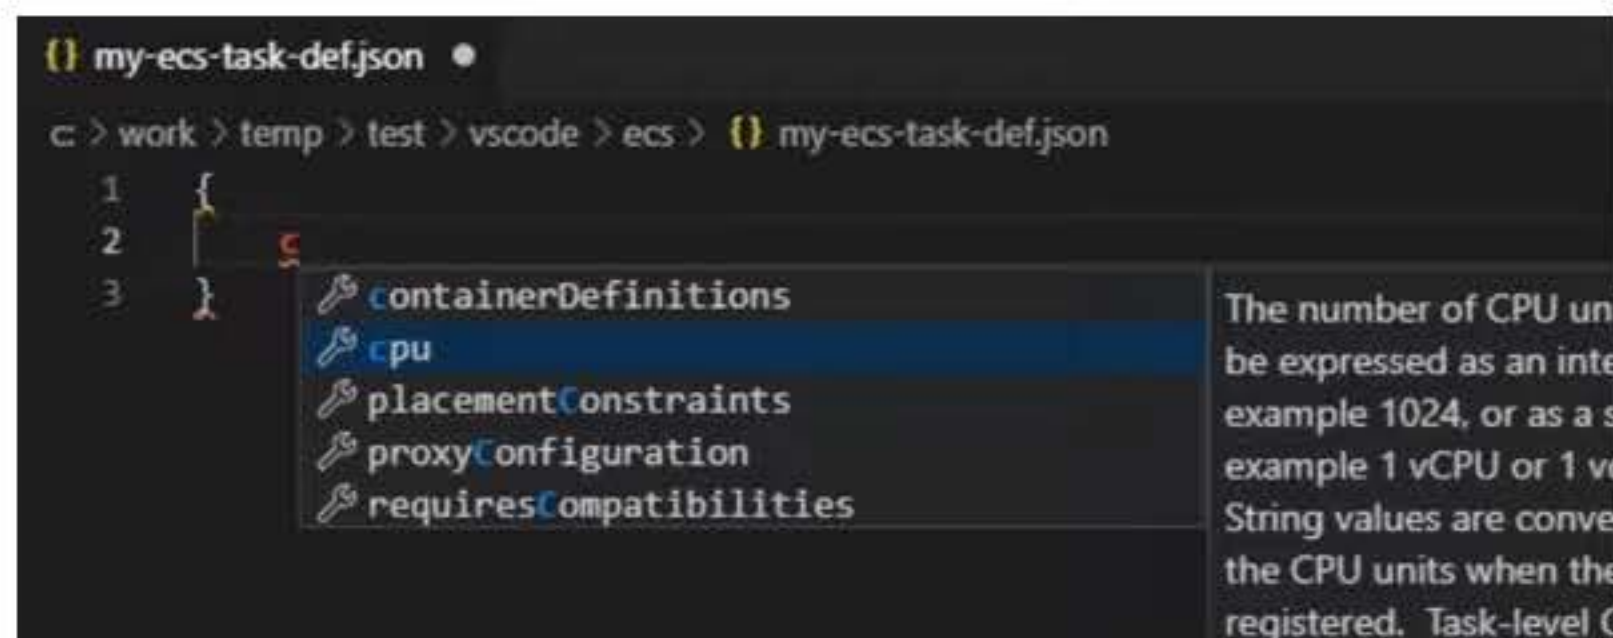 {} my-ecs-task-def.json ●
c: > work > temp > test > vscode > ecs > {} my-ecs-task-def.json
1 {
2 c
3 }
containerDefinitions
cpu
placementConstraints
proxyConfiguration
requiresCompatibilities
The number of CPU un
be expressed as an inte
example 1024, or as a s
example 1 vCPU or 1 v
String values are conve
the CPU units when the
registered. Task-level